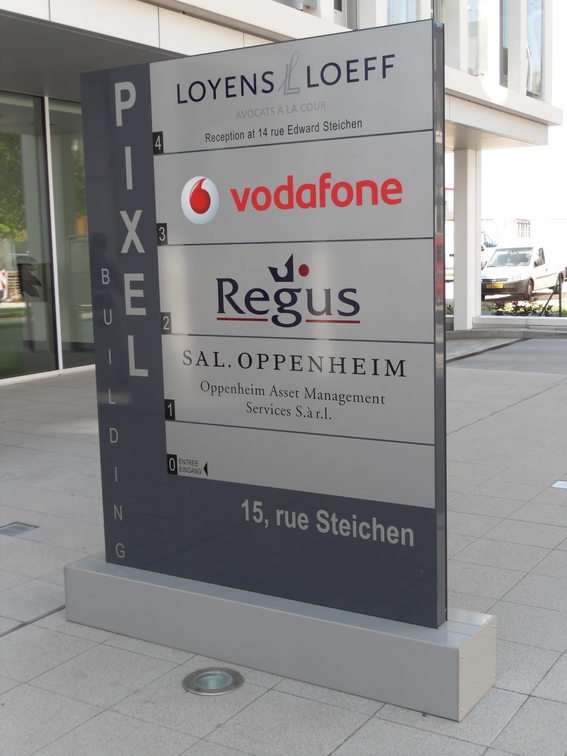 PIXEL
BUILDING
LOYENS LOEFF
AVOCATS A LA COUR
Reception at 14 rue Edward Steichen
4
vodafone
3
Regus
2
SAL. OPPENHEIM
Oppenheim Asset Management
Services S.à r.l.
1
0 ENTREE
EINGANG
15, rue Steichen